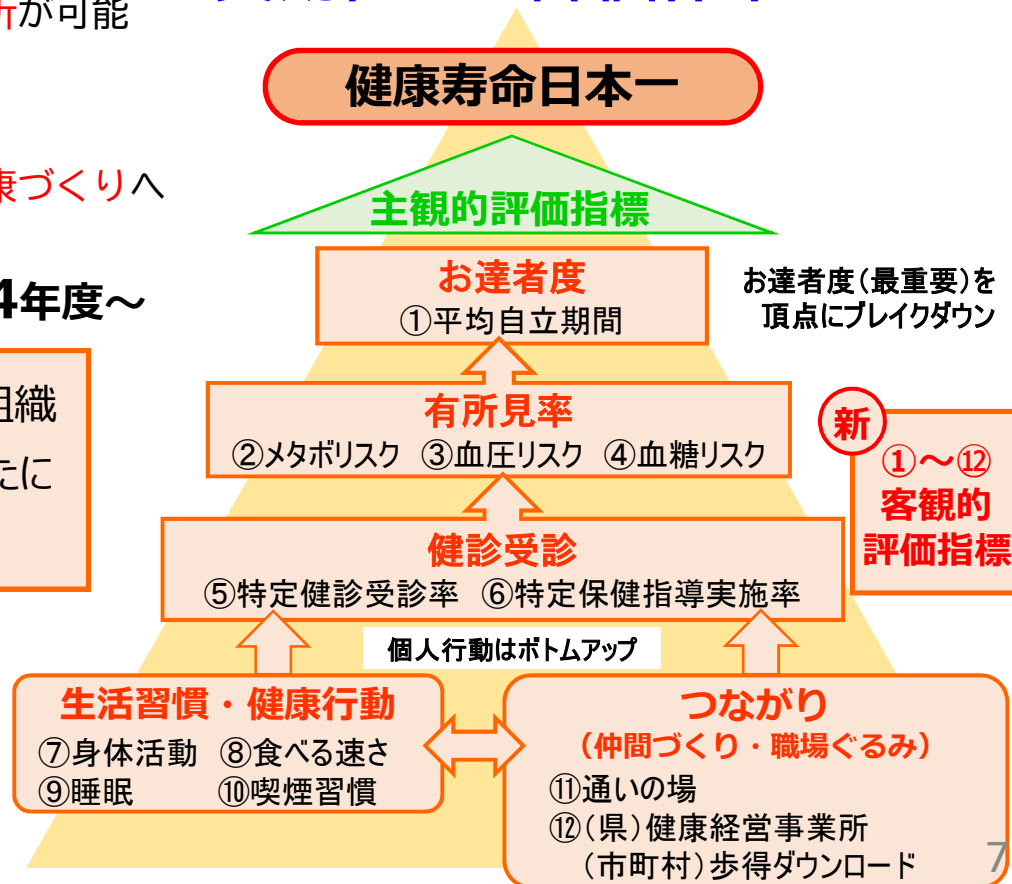 が可能
健康寿命日本一
づくりへ
主観的評価指標
4年度～
お達者度
①平均自立期間
お達者度(最重要)を
頂点にブレイクダウン
組織
たに
有所見率
②メタボリスク ③血圧リスク ④血糖リスク
新
①～⑫
客観的
評価指標
健診受診
⑤特定健診受診率 ⑥特定保健指導実施率
個人行動はボトムアップ
生活習慣・健康行動
⑦身体活動 ⑧食べる速さ
⑨睡眠 ⑩喫煙習慣
つながり
（仲間づくり・職場ぐるみ）
⑪通いの場
⑫(県)健康経営事業所
(市町村)歩得ダウンロード
7